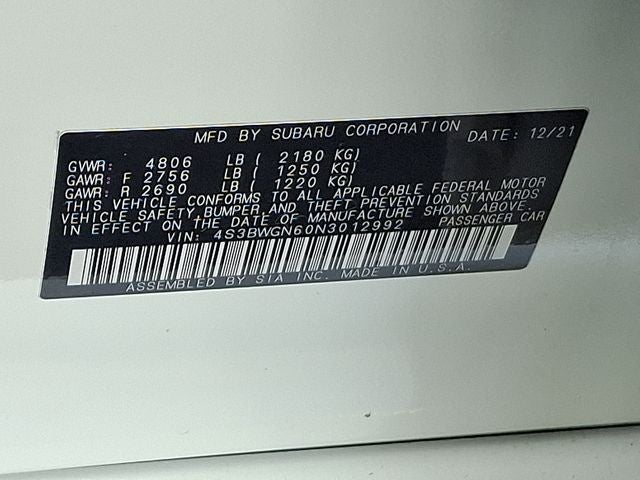 MFD BY SUBARU CORPORATION DATE: 12/21
GVWR: 4806 LB ( 2180 KG)
GAWR: F 2756 LB ( 1250 KG)
GAWR: R 2690 LB ( 1220 KG)
THIS VEHICLE CONFORMS TO ALL APPLICABLE FEDERAL MOTOR
VEHICLE SAFETY, BUMPER, AND THEFT PREVENTION STANDARDS
IN EFFECT ON THE DATE OF MANUFACTURE SHOWN ABOVE.
VIN: 4S3BWGN60N3012992 PASSENGER CAR
ASSEMBLED BY SIA INC. MADE IN U.S.A.